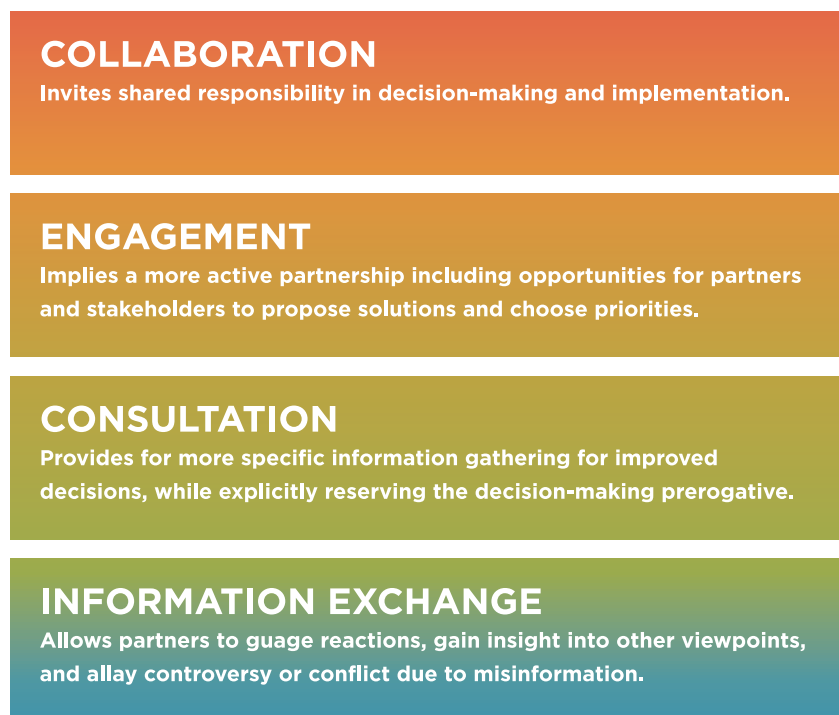 COLLABORATION
Invites shared responsibility in decision-making and implementation.
ENGAGEMENT
Implies a more active partnership including opportunities for partners
and stakeholders to propose solutions and choose priorities.
CONSULTATION
Provides for more specific information gathering for improved
decisions, while explicitly reserving the decision-making prerogative.
INFORMATION EXCHANGE
Allows partners to guage reactions, gain insight into other viewpoints,
and allay controversy or conflict due to misinformation.